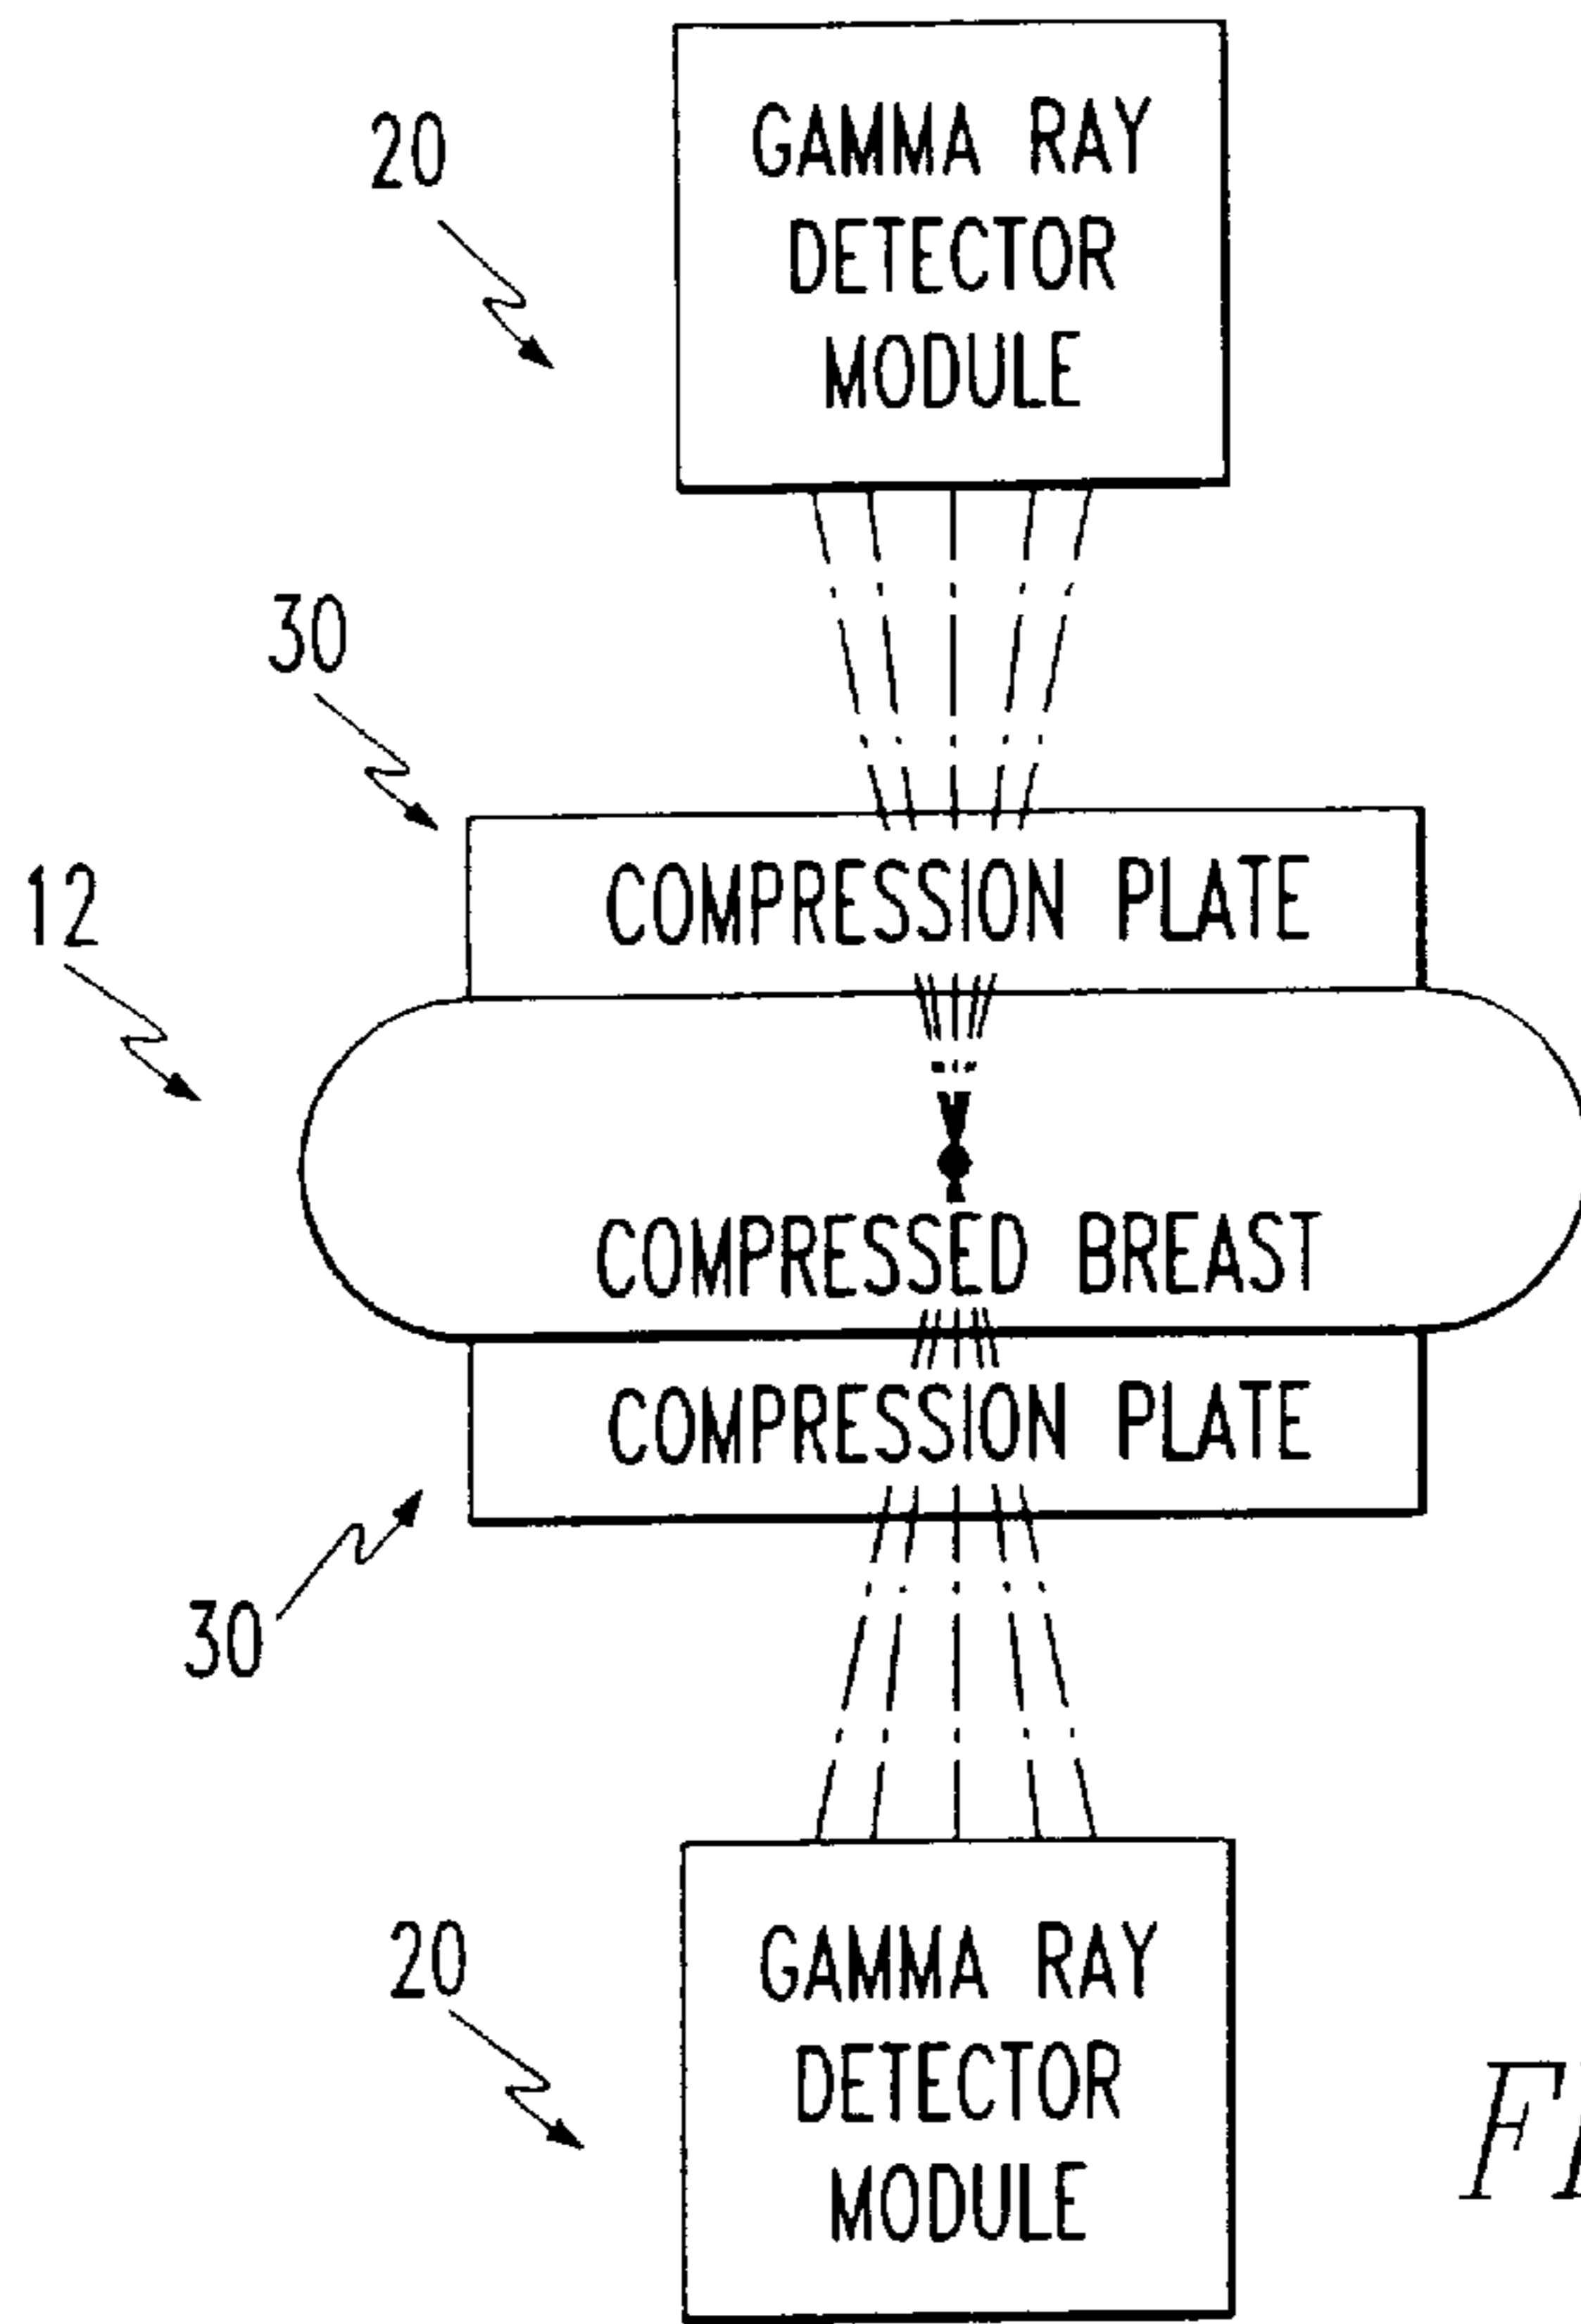 20
GAMMA RAY
DETECTOR
MODULE
30
COMPRESSION PLATE
12
COMPRESSED BREAST
COMPRESSION PLATE
30
20
GAMMA RAY
DETECTOR
MODULE